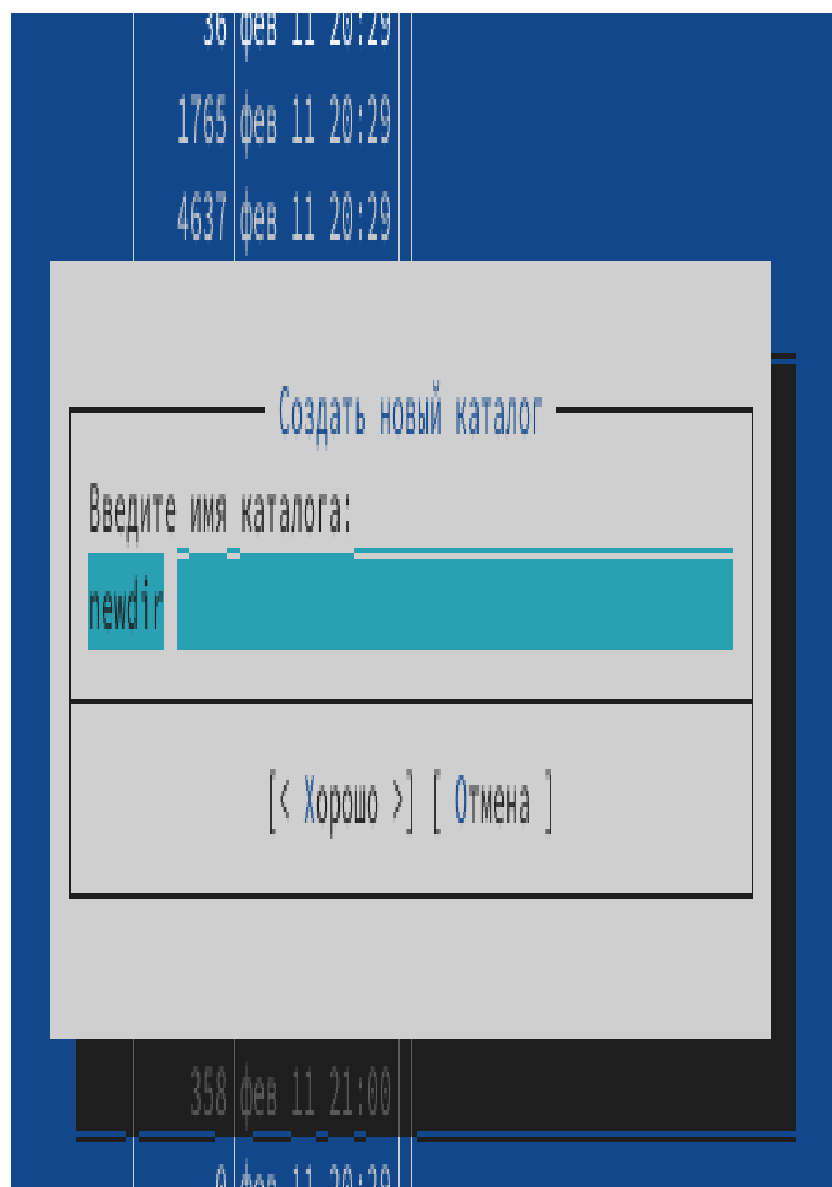 36 фев 11 20:29
1765 фев 11 20:29
4637 фев 11 20:29
Создать новый каталог
Введите имя каталога:
newdir
[< Хорошо >] [ Отмена ]
358 фев 11 21:00
0 фев 11 20:29